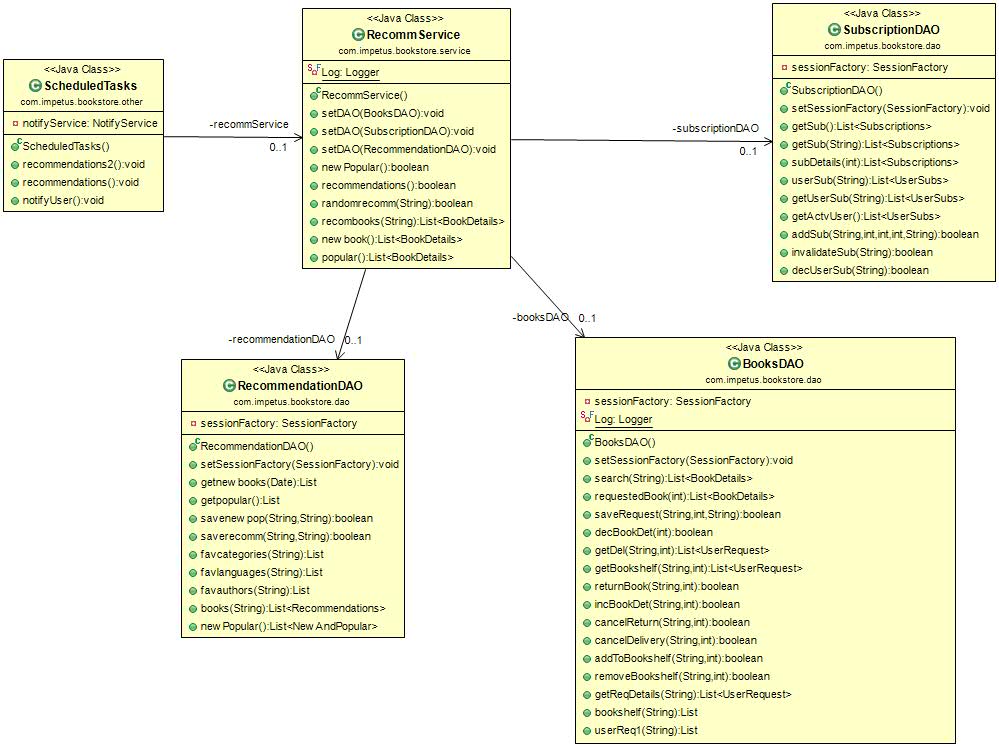 <<Java Class>>
ScheduledTasks
com.impetus.bookstore.other
notifyService: NotifyService
ScheduledTasks()
recommendations2():void
recommendations():void
notifyUser():void
-recommService
0..1
<<Java Class>>
RecommService
com.impetus.bookstore.service
Log: Logger
RecommService()
setDAO(BooksDAO):void
setDAO(SubscriptionDAO):void
setDAO(RecommendationDAO):void
new Popular():boolean
recommendations():boolean
randomrecomm(String):boolean
recombooks(String):List<BookDetails>
new book():List<BookDetails>
popular():List<BookDetails>
-subscriptionDAO
0..1
<<Java Class>>
SubscriptionDAO
com.impetus.bookstore.dao
sessionFactory: SessionFactory
SubscriptionDAO()
setSessionFactory(SessionFactory):void
getSub():List<Subscriptions>
getSub(String):List<Subscriptions>
subDetails(int):List<Subscriptions>
userSub(String):List<UserSubs>
getUserSub(String):List<UserSubs>
getActvUser():List<UserSubs>
addSub(String,int,int,int,String):boolean
invalidateSub(String):boolean
decUserSub(String):boolean
-recommendationDAO
0..1
<<Java Class>>
RecommendationDAO
com.impetus.bookstore.dao
sessionFactory: SessionFactory
RecommendationDAO()
setSessionFactory(SessionFactory):void
getnew books(Date):List
getpopular():List
savenew pop(String,String):boolean
saverecomm(String,String):boolean
favcategories(String):List
favlanguages(String):List
favauthors(String):List
books(String):List<Recommendations>
new Popular():List<New AndPopular>
-booksDAO
0..1
<<Java Class>>
BooksDAO
com.impetus.bookstore.dao
sessionFactory: SessionFactory
Log: Logger
BooksDAO()
setSessionFactory(SessionFactory):void
search(String):List<BookDetails>
requestedBook(int):List<BookDetails>
saveRequest(String,int,String):boolean
decBookDet(int):boolean
getDel(String,int):List<UserRequest>
getBookshelf(String,int):List<UserRequest>
returnBook(String,int):boolean
incBookDet(String,int):boolean
cancelReturn(String,int):boolean
cancelDelivery(String,int):boolean
addToBookshelf(String,int):boolean
removeBookshelf(String,int):boolean
getReqDetails(String):List<UserRequest>
bookshelf(String):List
userReq1(String):List